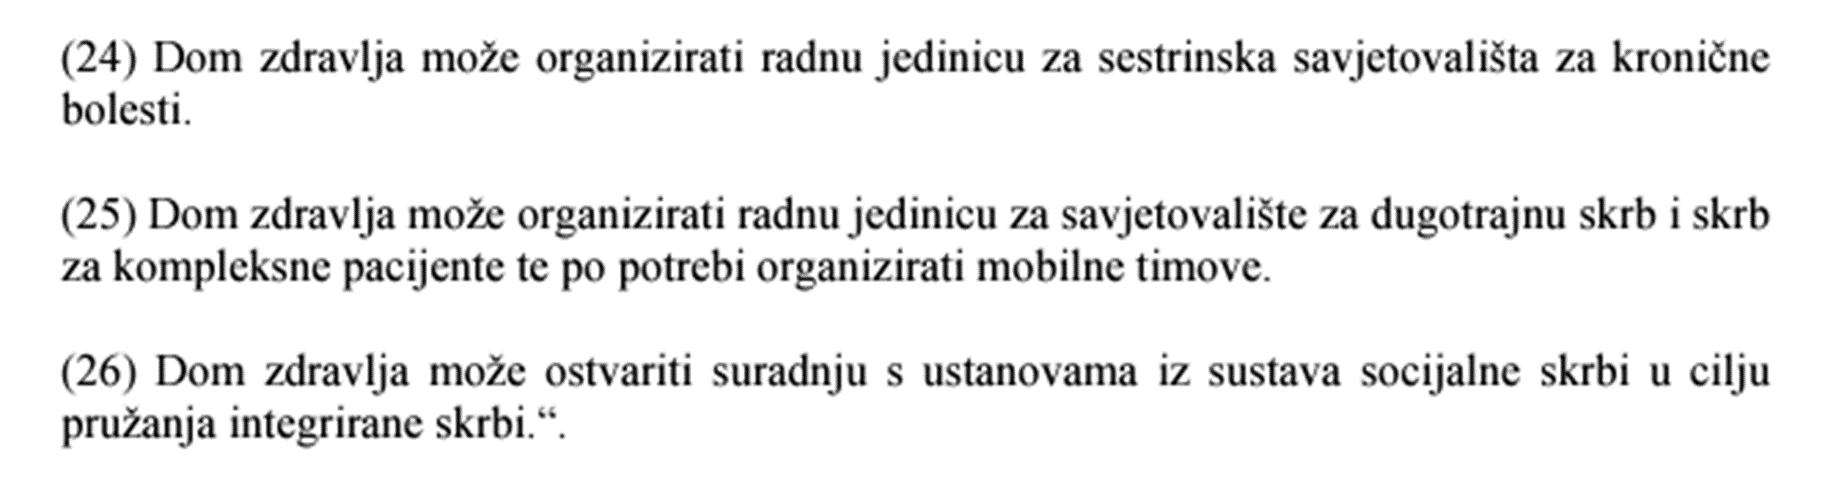 (24) Dom zdravlja može organizirati radnu jedinicu za sestrinska savjetovališta za kronične
bolesti.
(25) Dom zdravlja može organizirati radnu jedinicu za savjetovalište za dugotrajnu skrb i skrb
za kompleksne pacijente te po potrebi organizirati mobilne timove.
(26) Dom zdravlja može ostvariti suradnju s ustanovama iz sustava socijalne skrbi u cilju
pružanja integrirane skrbi.“.